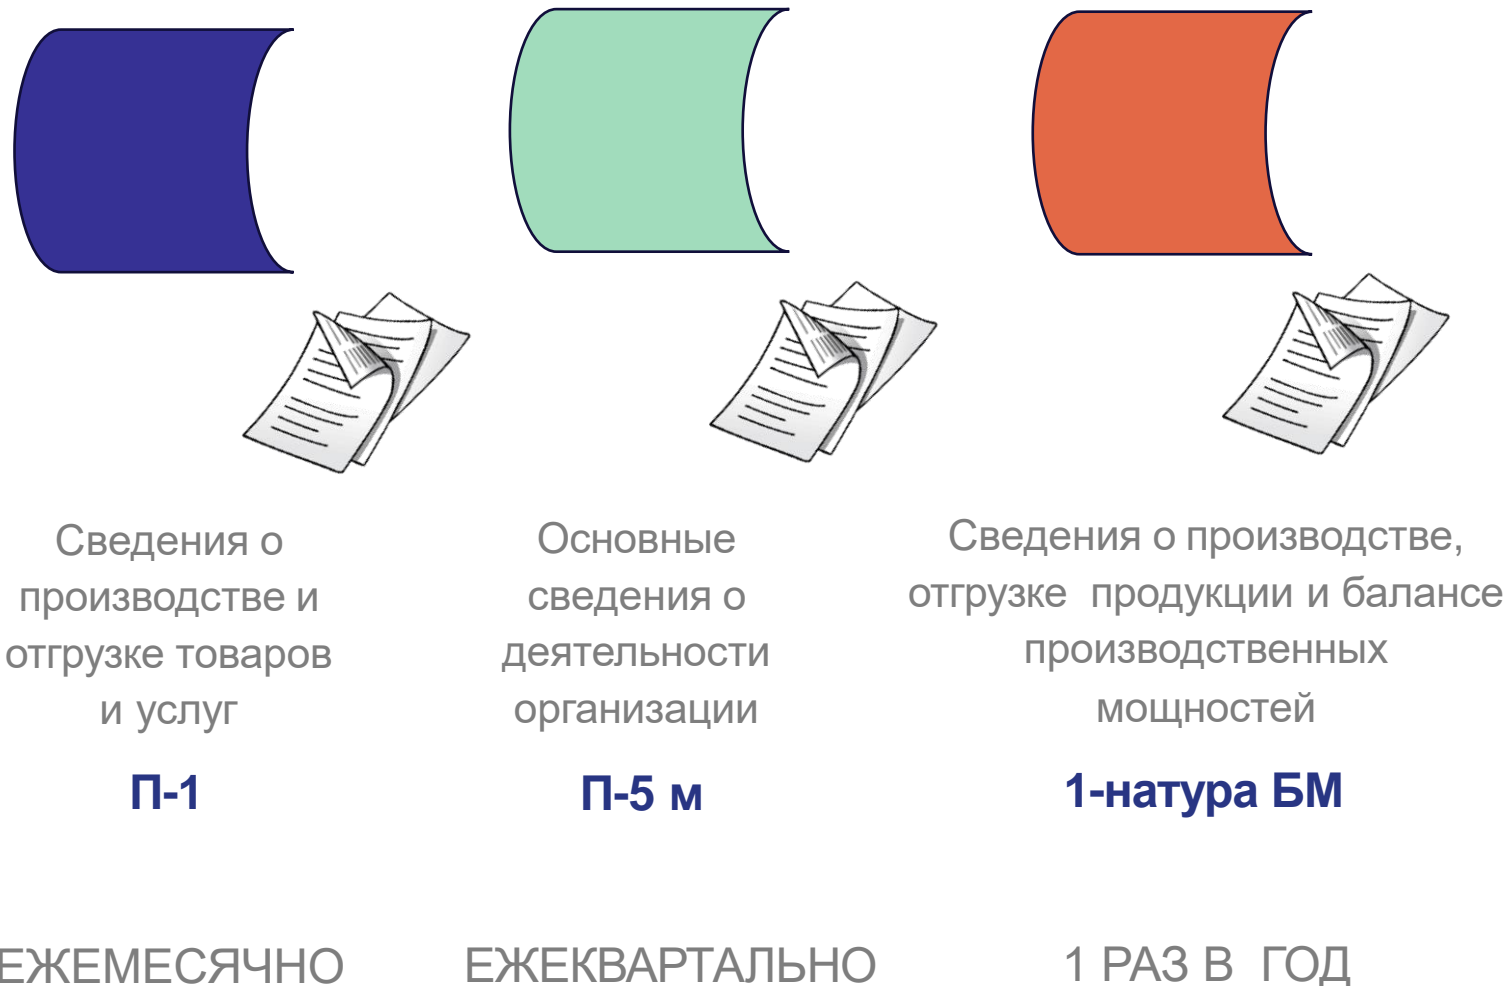 Сведения о
производстве и
отгрузке товаров
и услуг
П-1
ЕЖЕМЕСЯЧНО
Основные
сведения о
деятельности
организации
П-5 м
ЕЖЕКВАРТАЛЬНО
Сведения о производстве,
отгрузке продукции и балансе
производственных
мощностей
1-натура БМ
1 РАЗ В ГОД